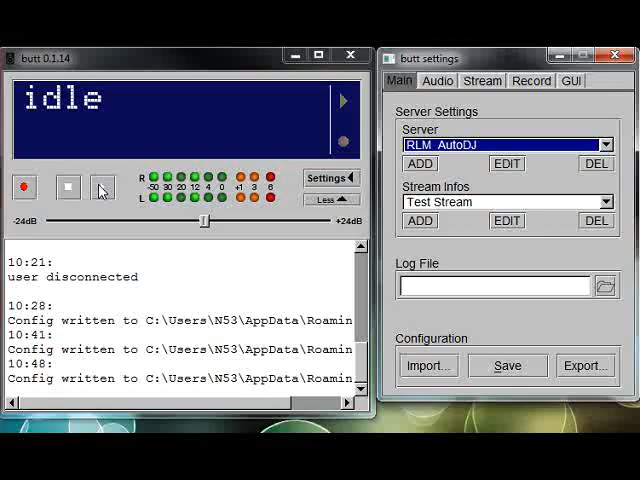 butt 0.1.14
idle
R
-50 30 20 12 4 0 +1 3 6
L
Settings
Less
-24dB
+24dB
10:21:
user disconnected
10:28:
Config written to C:\Users\N53\AppData\Roamin
10:41:
Config written to C:\Users\N53\AppData\Roamin
10:48:
Config written to C:\Users\N53\AppData\Roamin
butt settings
Main Audio Stream Record GUI
Server Settings
Server
RLM AutoDJ
ADD EDIT DEL
Stream Infos
Test Stream
ADD EDIT DEL
Log File
Configuration
Import... Save Export...